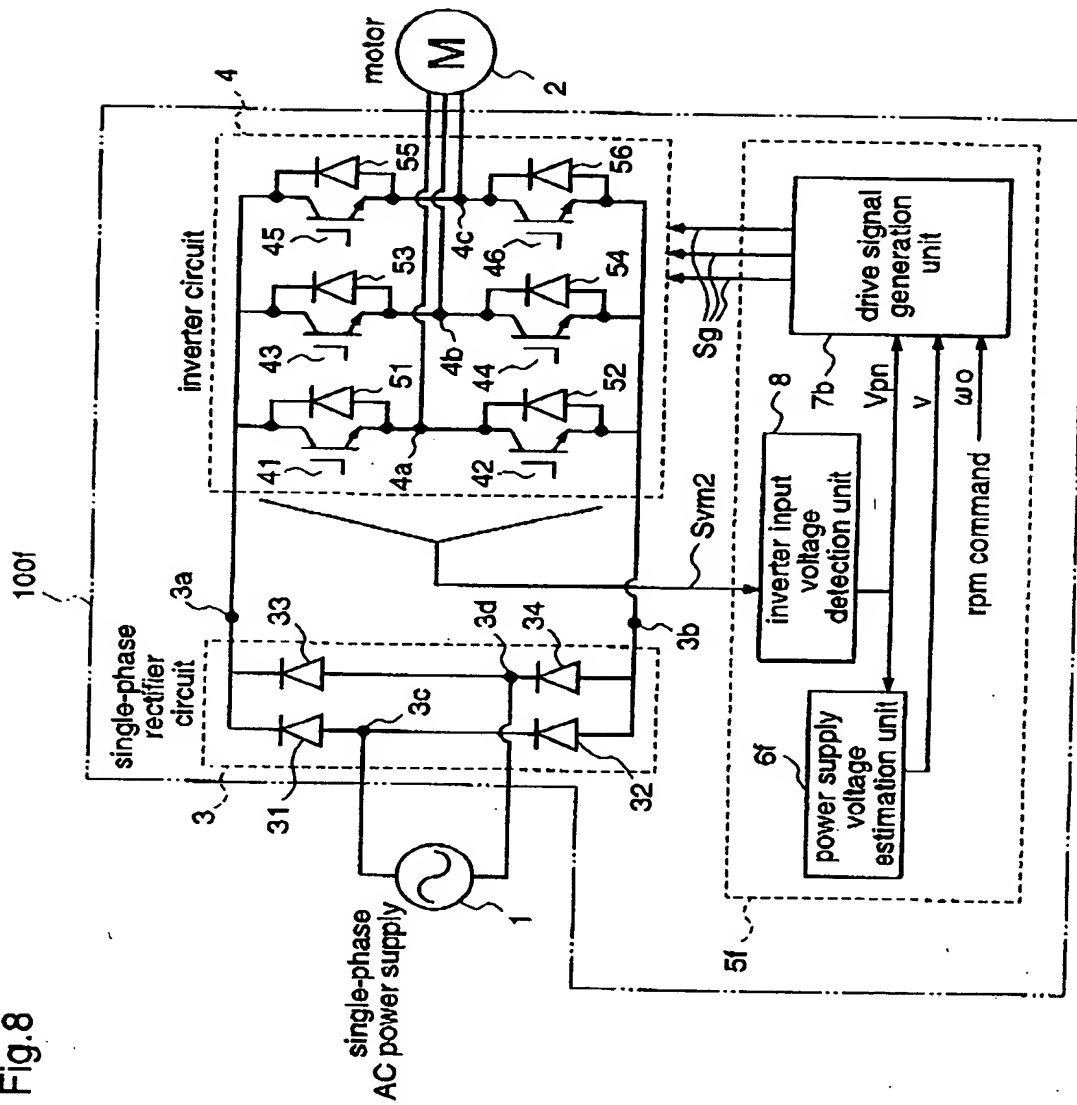 Fig.8
100f
single-phase
rectifier
circuit
3
31
33
3a
3c
3d
32
34
3b
single-phase
AC power supply
1
inverter circuit
4
41
51
43
53
45
55
4a
4b
4c
42
52
44
54
46
56
motor
M
2
Svm2
Sg
5f
6f
power supply
voltage
estimation unit
inverter input
voltage
detection unit
8
7b
Vpn
v
ωo
rpm command
drive signal
generation
unit